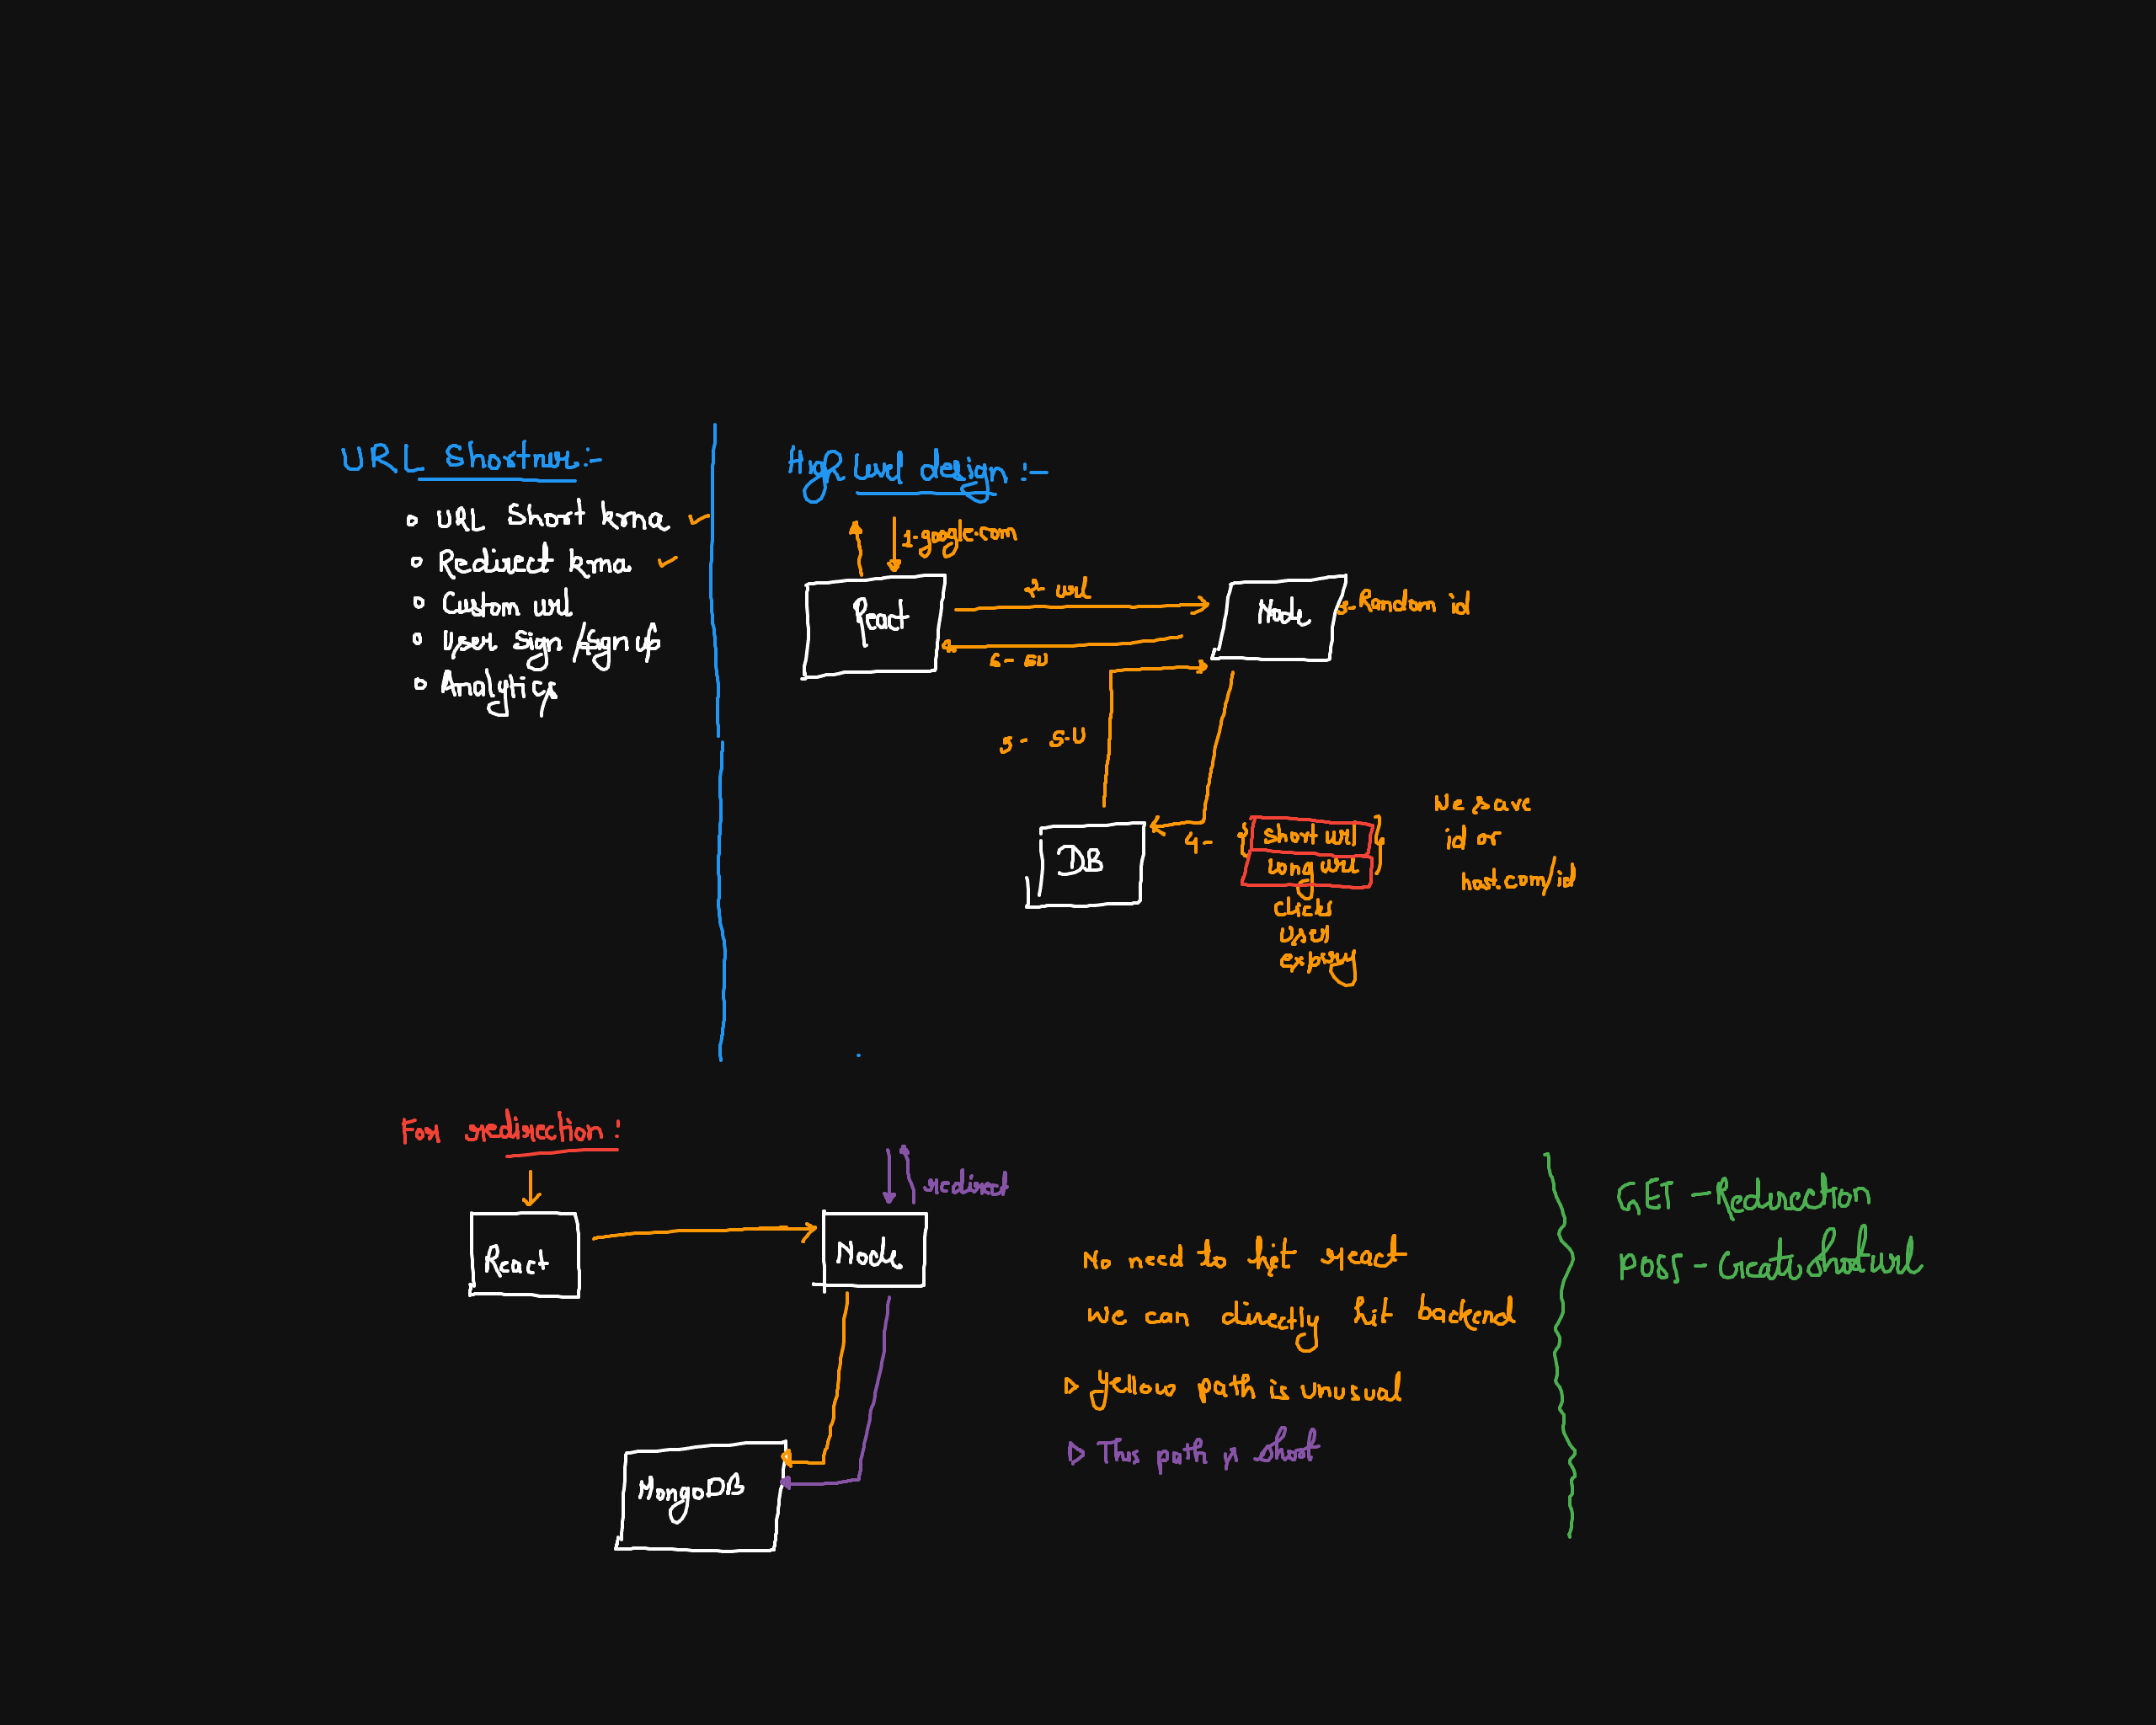 URL Shortner:-
URL Short krna
Redirect krna
Custom url
User sign/sign up
Analytics
High level design :-
1-google.com
React
2- url
Node
3-Random id
6- SU
5- S.U
DB
4-
short url
long url
clicks
user
expiry
We save
id or
host.com/id
For redirection:
React
Node
redirect
MongoDB
No need to hit react
we can directly hit backend
Yellow path is unusual
This path is short
GET - Redirection
POST - Create Shorturl